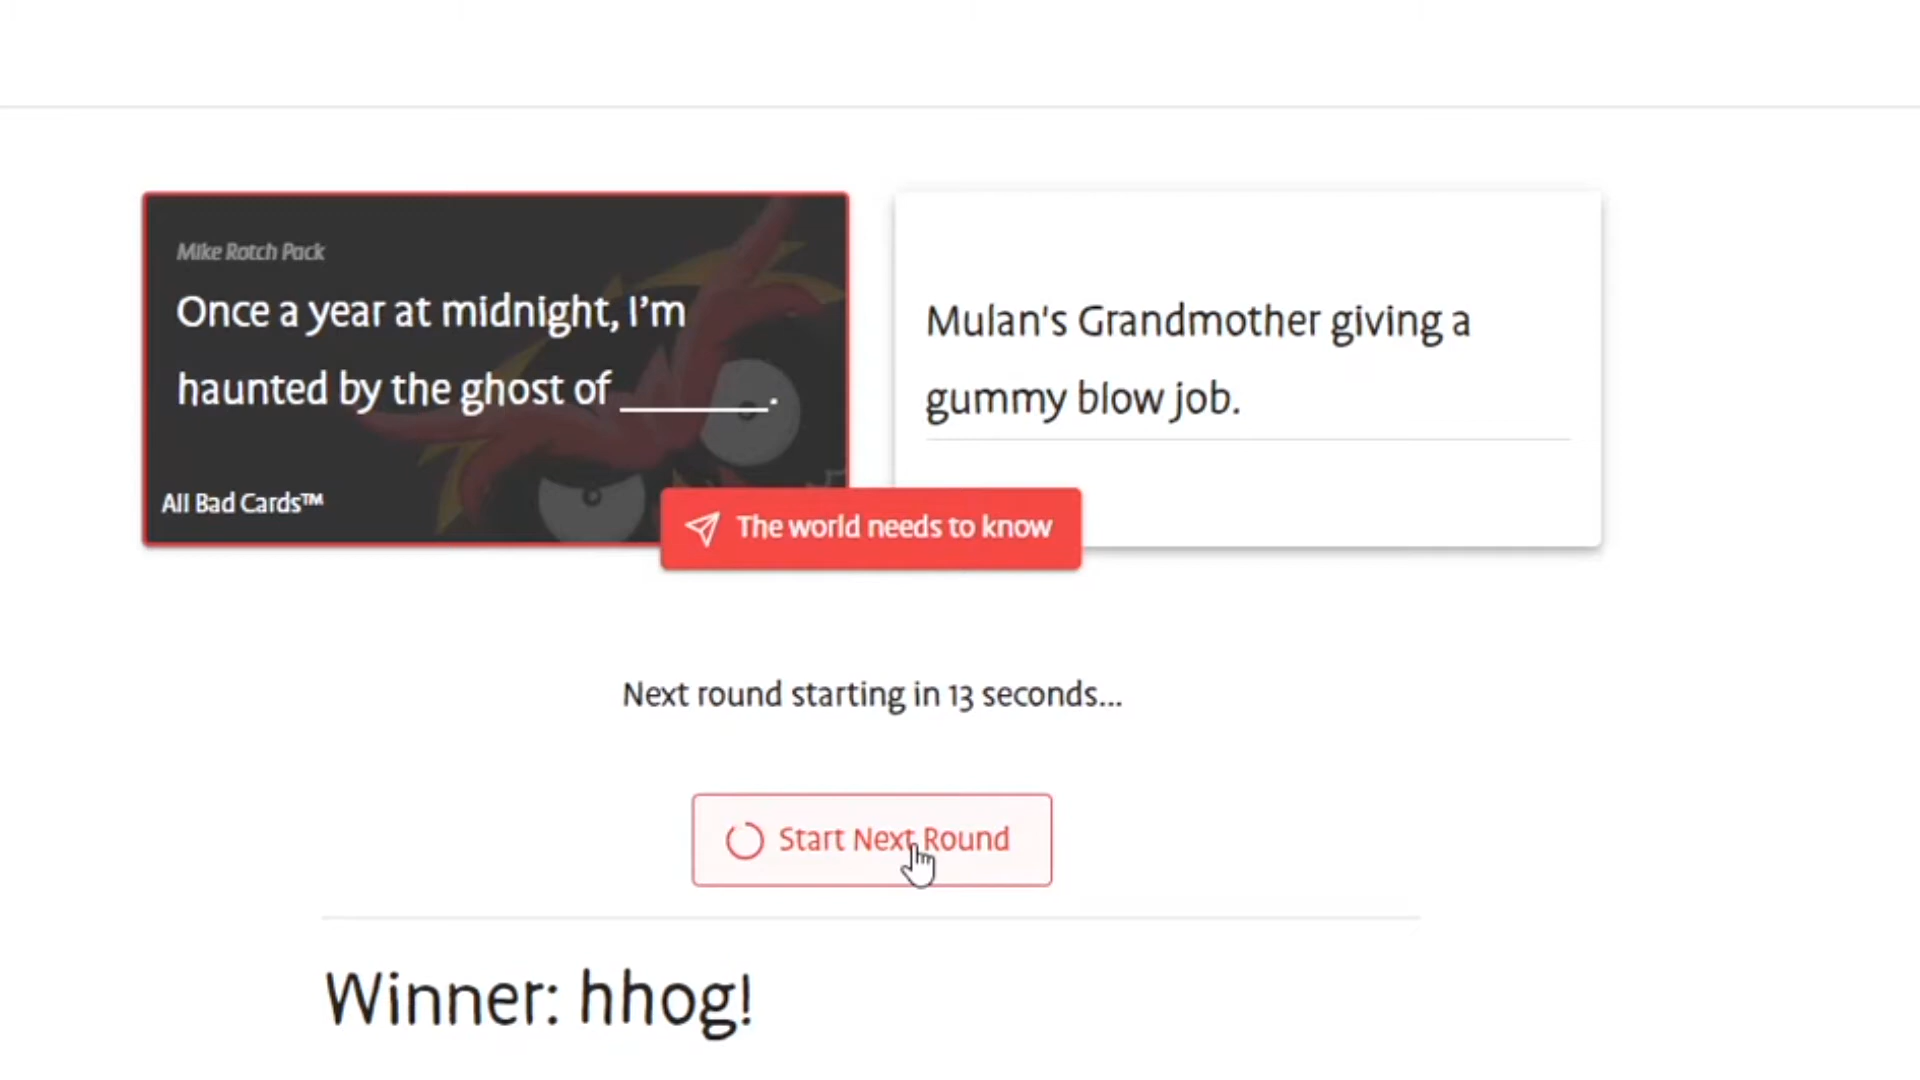 Mike Rotch Pack
Once a year at midnight, I'm
haunted by the ghost of ______.
All Bad Cards™
Mulan's Grandmother giving a
gummy blow job.
The world needs to know
Next round starting in 13 seconds...
Start Next Round
Winner: hhog!